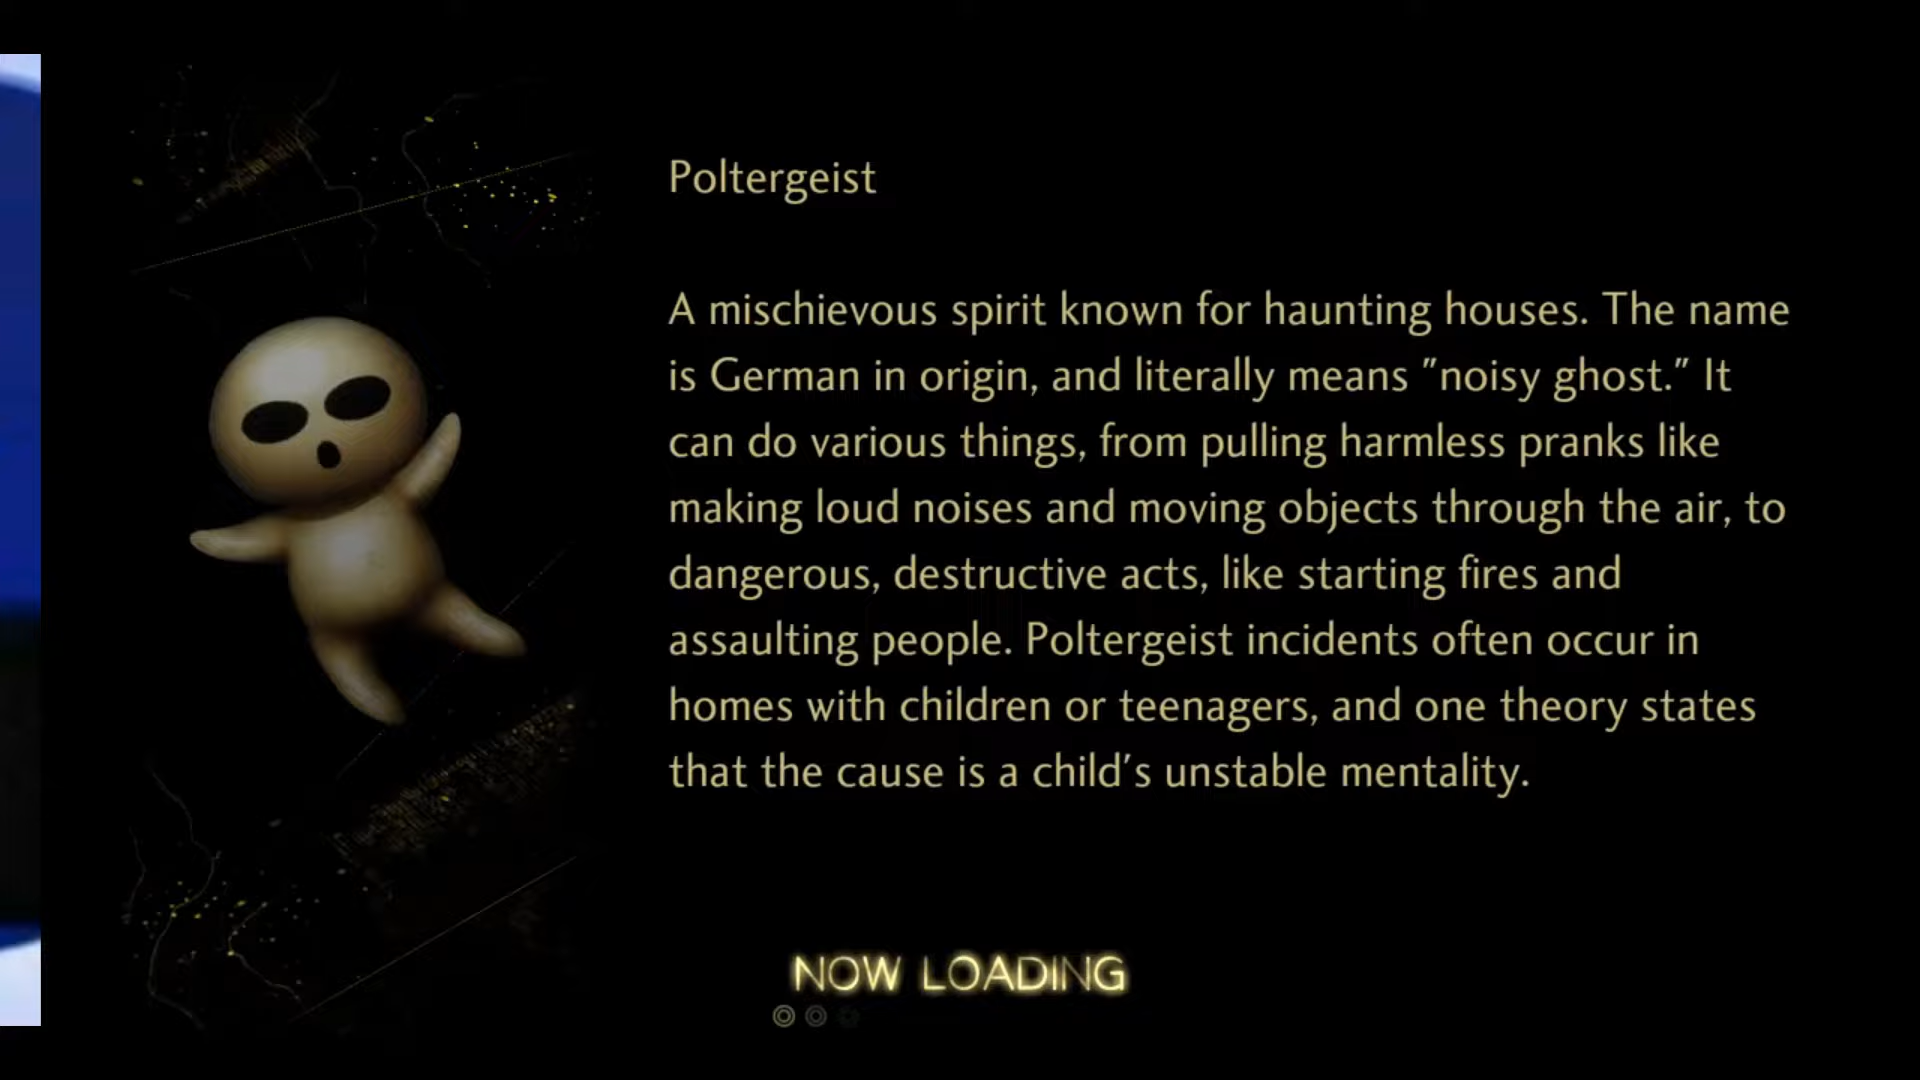 Poltergeist
A mischievous spirit known for haunting houses. The name
is German in origin, and literally means "noisy ghost." It
can do various things, from pulling harmless pranks like
making loud noises and moving objects through the air, to
dangerous, destructive acts, like starting fires and
assaulting people. Poltergeist incidents often occur in
homes with children or teenagers, and one theory states
that the cause is a child's unstable mentality.
NOW LOADING